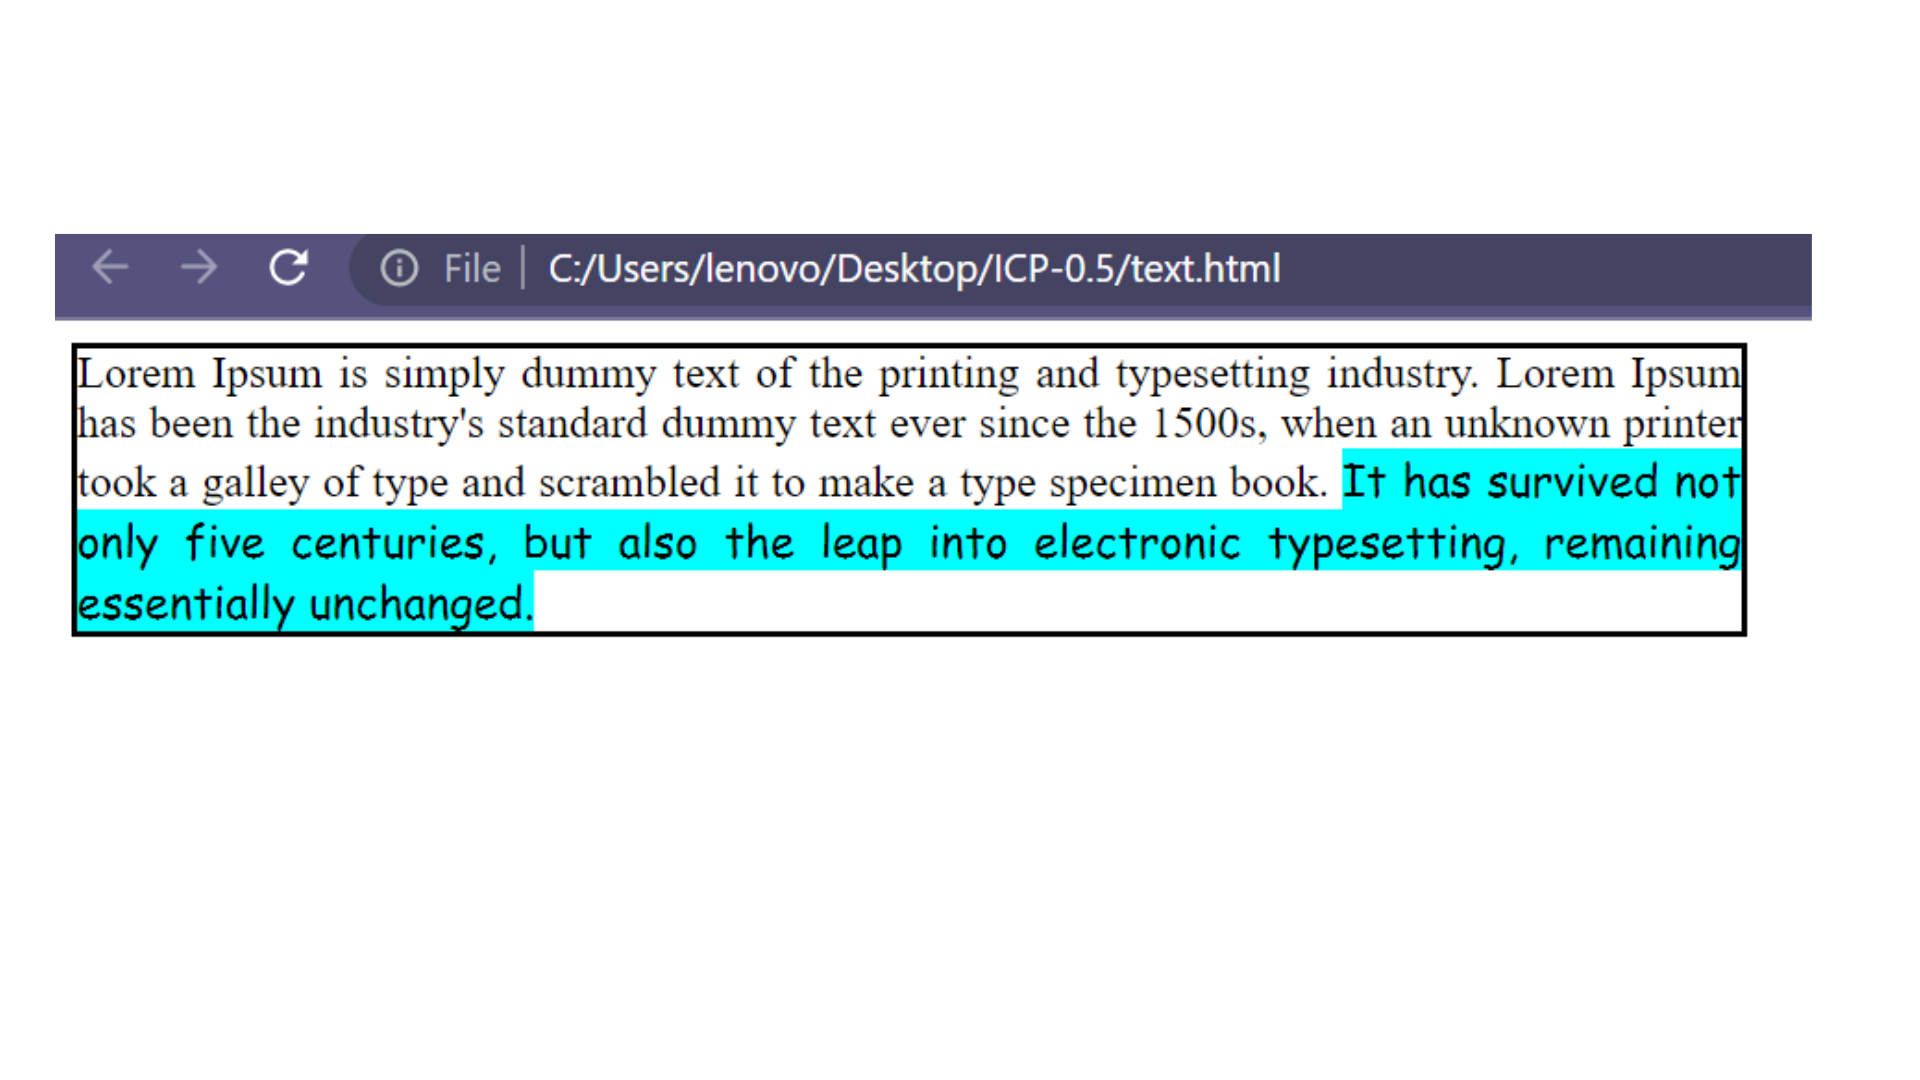 File | C:/Users/lenovo/Desktop/ICP-0.5/text.html
Lorem Ipsum is simply dummy text of the printing and typesetting industry. Lorem Ipsum
has been the industry's standard dummy text ever since the 1500s, when an unknown printer
took a galley of type and scrambled it to make a type specimen book. It has survived not
only five centuries, but also the leap into electronic typesetting, remaining
essentially unchanged.